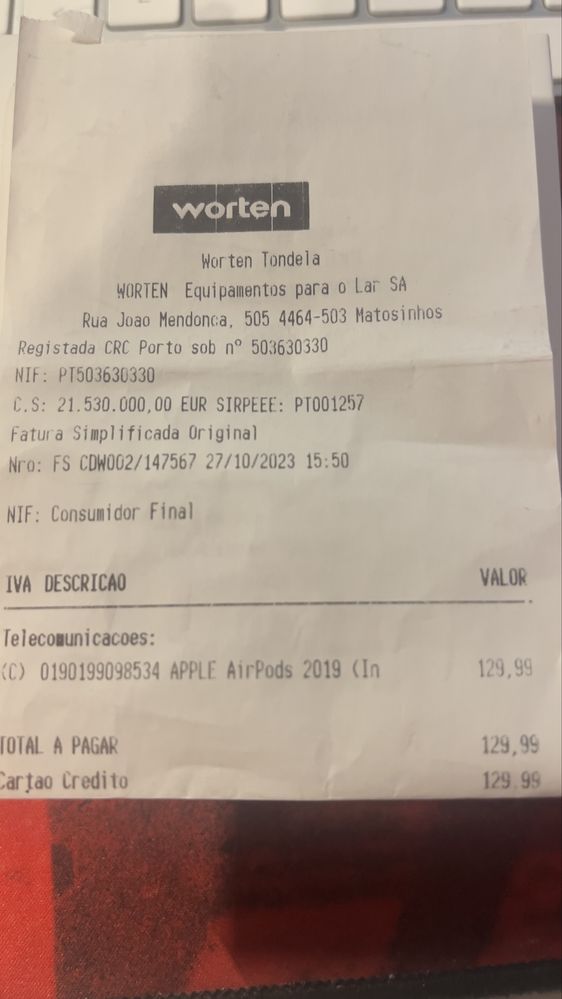 worten
Worten Tondela
WORTEN Equipamentos para o Lar SA
Rua Joao Mendonca, 505 4464-503 Matosinhos
Registada CRC Porto sob nº 503630330
NIF: PT503630330
C.S: 21.530.000,00 EUR SIRPEEE: PT001257
Fatura Simplificada Original
Nro: FS CDW002/147567 27/10/2023 15:50
NIF: Consumidor Final
IVA DESCRICAO VALOR
Telecomunicacoes:
(C) 0190199098534 APPLE AirPods 2019 (In 129,99
TOTAL A PAGAR 129,99
Cartao Credito 129.99